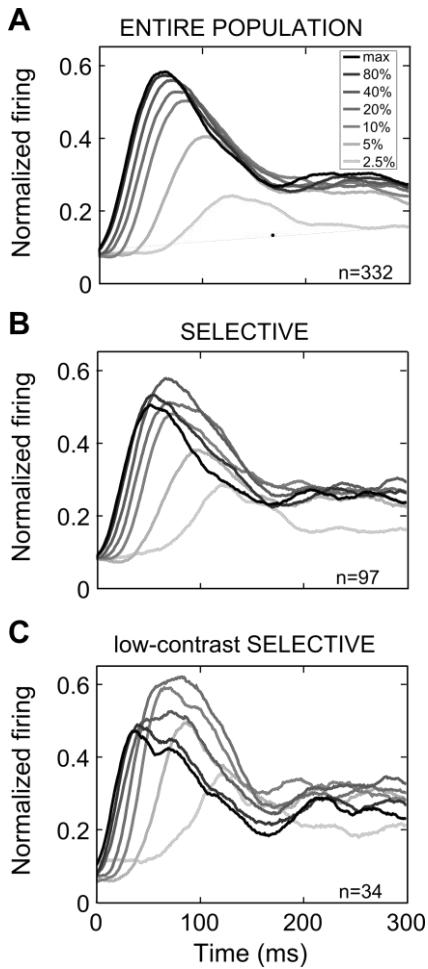 A
ENTIRE POPULATION
0.6
0.4
0.2
0
Normalized firing
max
80%
40%
20%
10%
5%
2.5%
n=332
B
SELECTIVE
0.6
0.4
0.2
0
Normalized firing
n=97
C
low-contrast SELECTIVE
0.6
0.4
0.2
0
Normalized firing
n=34
0 100 200 300
Time (ms)